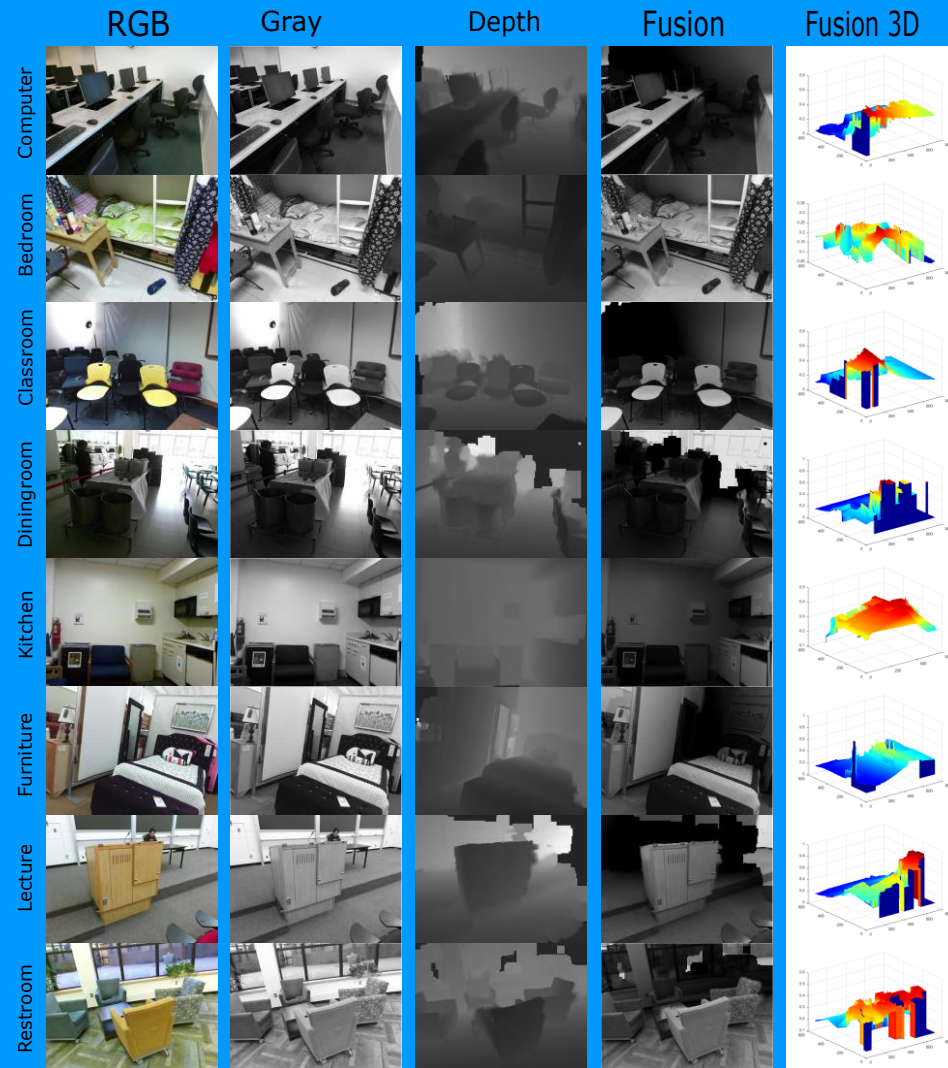 RGB Gray Depth Fusion Fusion 3D
Computer
Bedroom
Classroom
Diningroom
Kitchen
Furniture
Lecture
Restroom